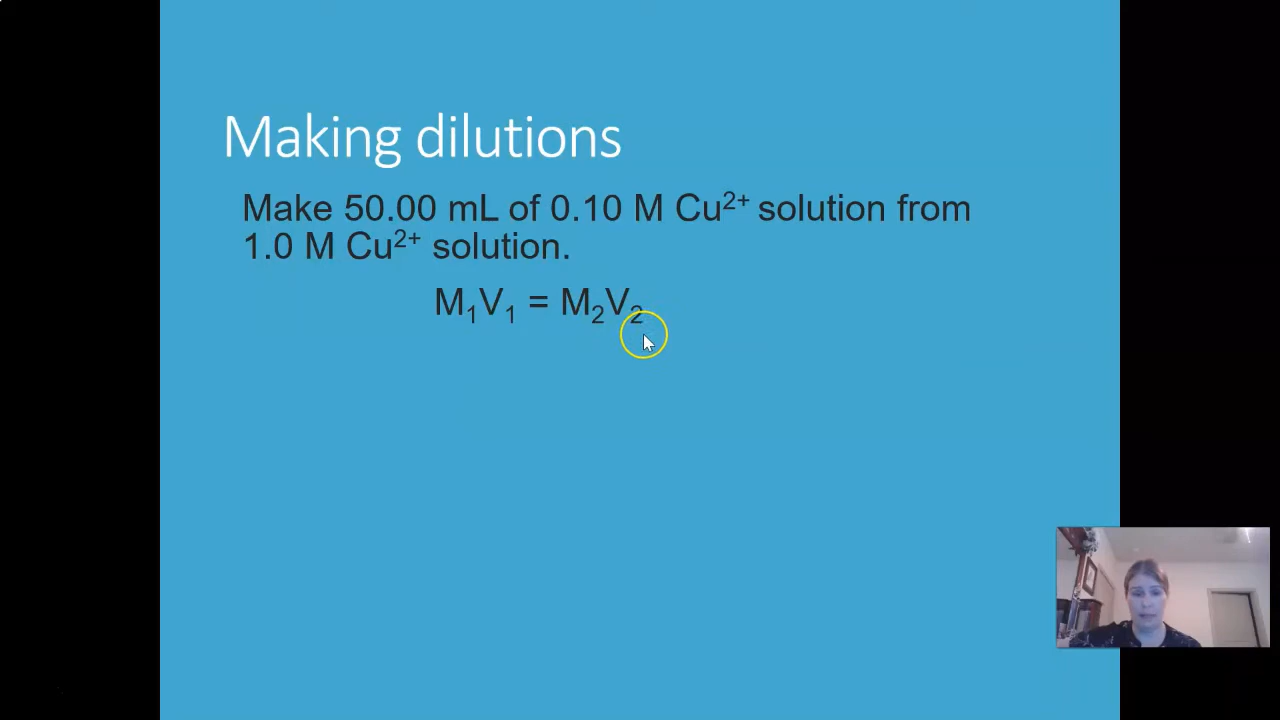 Making dilutions
Make 50.00 mL of 0.10 M Cu²⁺ solution from
1.0 M Cu²⁺ solution.
M₁V₁ = M₂V₂